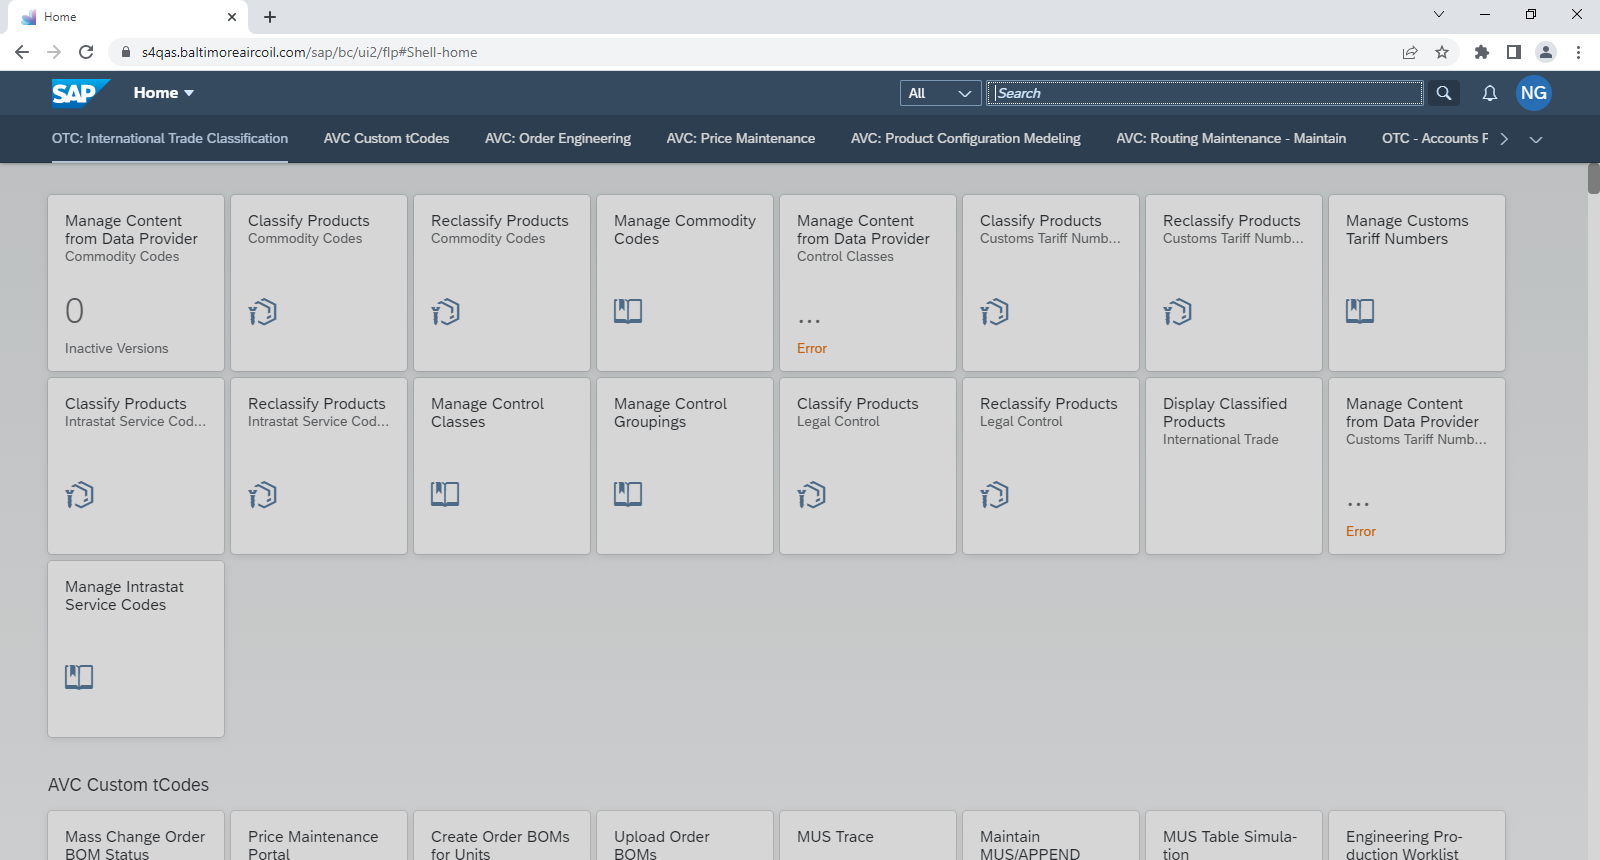 Home
s4qas.baltimoreaircoil.com/sap/bc/ui2/flp#Shell-home
SAP
Home
All
Search
NG
OTC: International Trade Classification
AVC Custom tCodes
AVC: Order Engineering
AVC: Price Maintenance
AVC: Product Configuration Medeling
AVC: Routing Maintenance - Maintain
OTC - Accounts
Manage Content
from Data Provider
Commodity Codes
0
Inactive Versions
Classify Products
Commodity Codes
Reclassify Products
Commodity Codes
Manage Commodity
Codes
Manage Content
from Data Provider
Control Classes
...
Error
Classify Products
Customs Tariff Numb...
Reclassify Products
Customs Tariff Numb...
Manage Customs
Tariff Numbers
Classify Products
Intrastat Service Cod...
Reclassify Products
Intrastat Service Cod...
Manage Control
Classes
Manage Control
Groupings
Classify Products
Legal Control
Reclassify Products
Legal Control
Display Classified
Products
International Trade
Manage Content
from Data Provider
Customs Tariff Numb...
...
Error
Manage Intrastat
Service Codes
AVC Custom tCodes
Mass Change Order
BOM Status
Price Maintenance
Portal
Create Order BOMs
for Units
Upload Order
BOMs
MUS Trace
Maintain
MUS/APPEND
MUS Table Simula-
tion
Engineering Pro-
duction Worklist